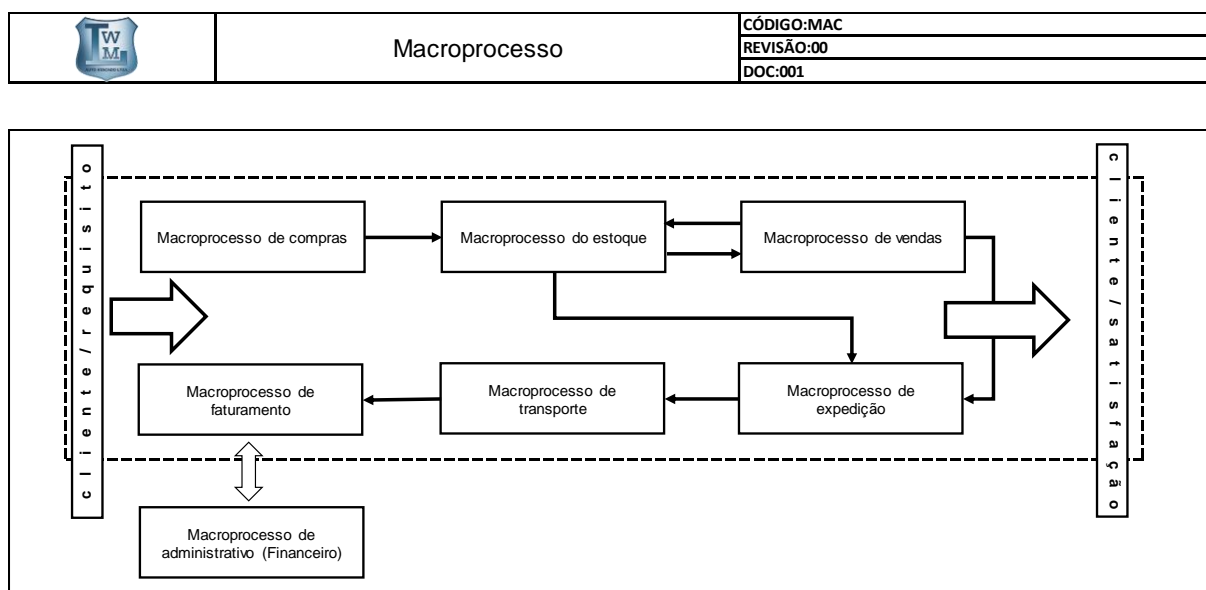 TWM
Macroprocesso
CÓDIGO:MAC
REVISÃO:00
DOC:001
cliente/requisito
Macroprocesso de compras
Macroprocesso do estoque
Macroprocesso de vendas
cliente/satisfação
Macroprocesso de
faturamento
Macroprocesso de
transporte
Macroprocesso de
expedição
Macroprocesso de
administrativo (Financeiro)